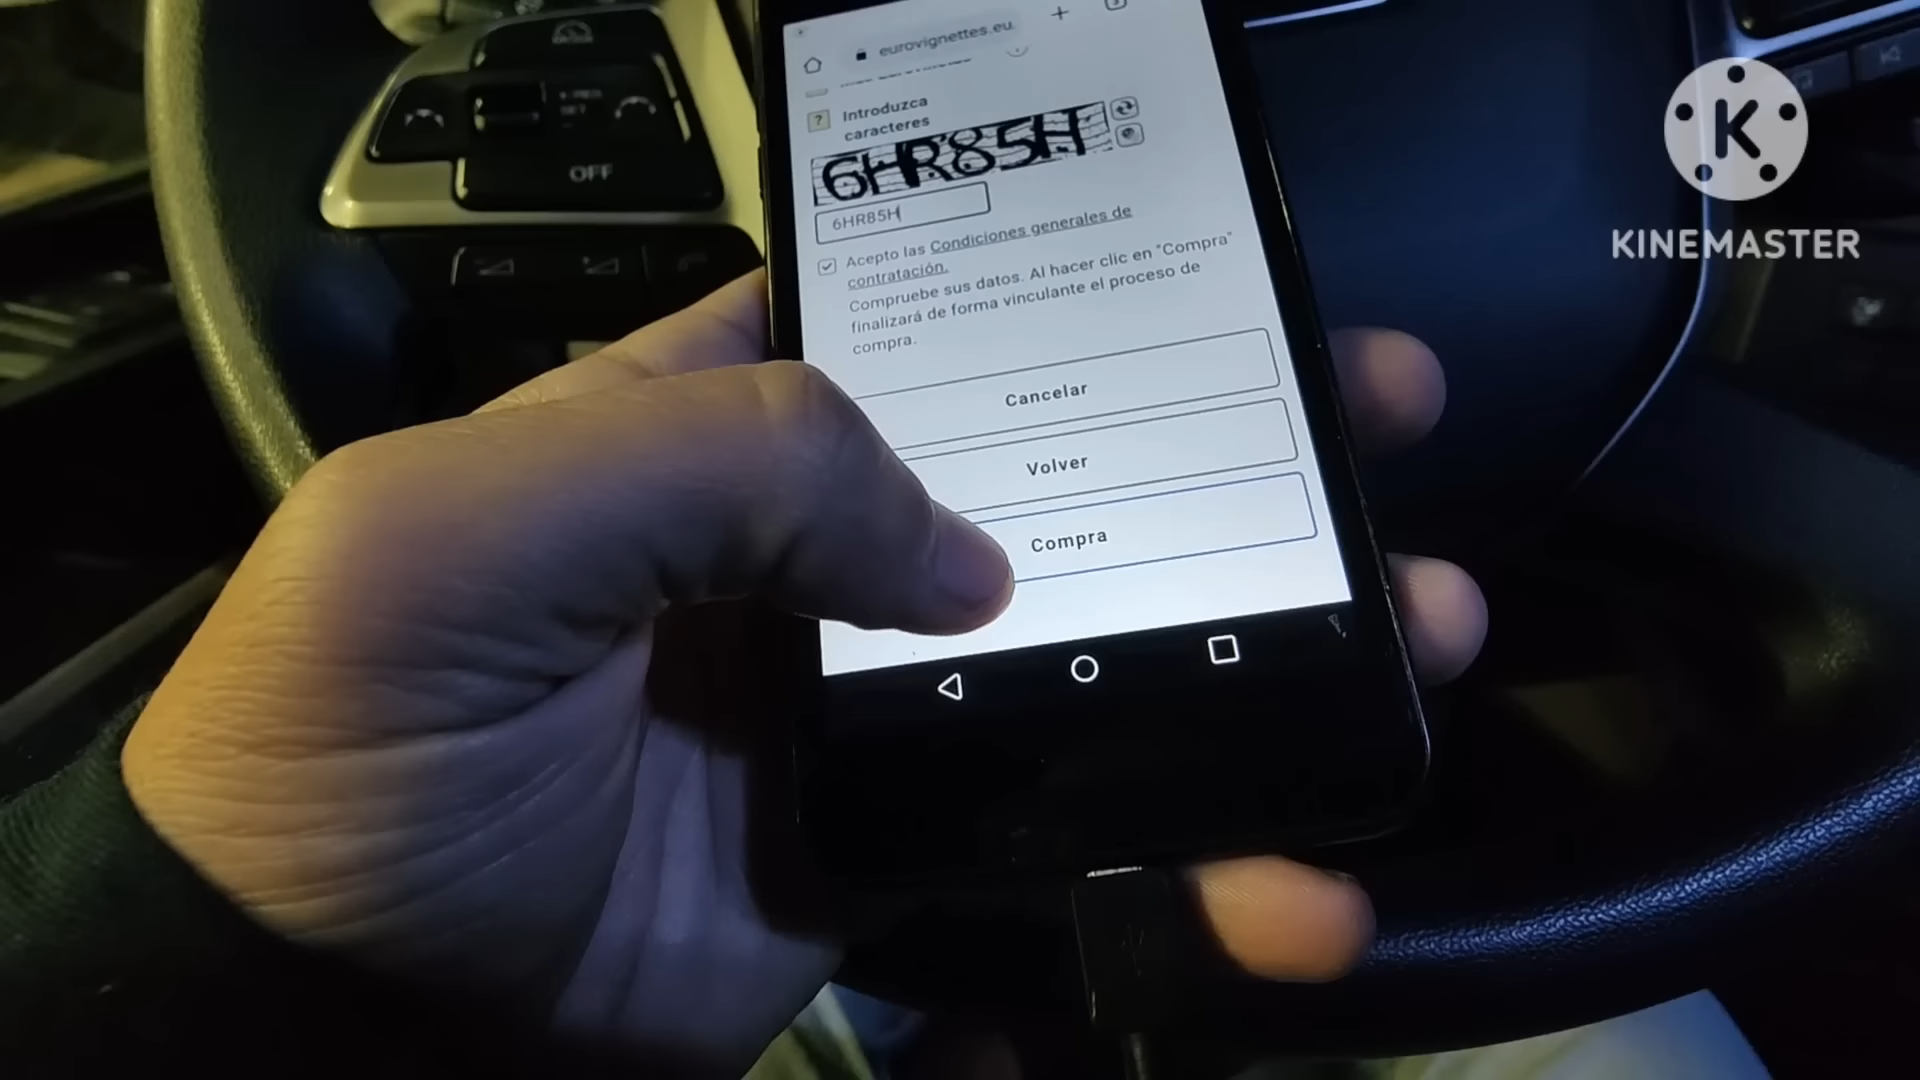 eurovignettes.eu
Introduzca
caracteres
6HR85H
6HR85H
Acepto las Condiciones generales de
contratación.
Compruebe sus datos. Al hacer clic en "Compra"
finalizará de forma vinculante el proceso de
compra.
Cancelar
Volver
Compra
OFF
K
KINEMASTER